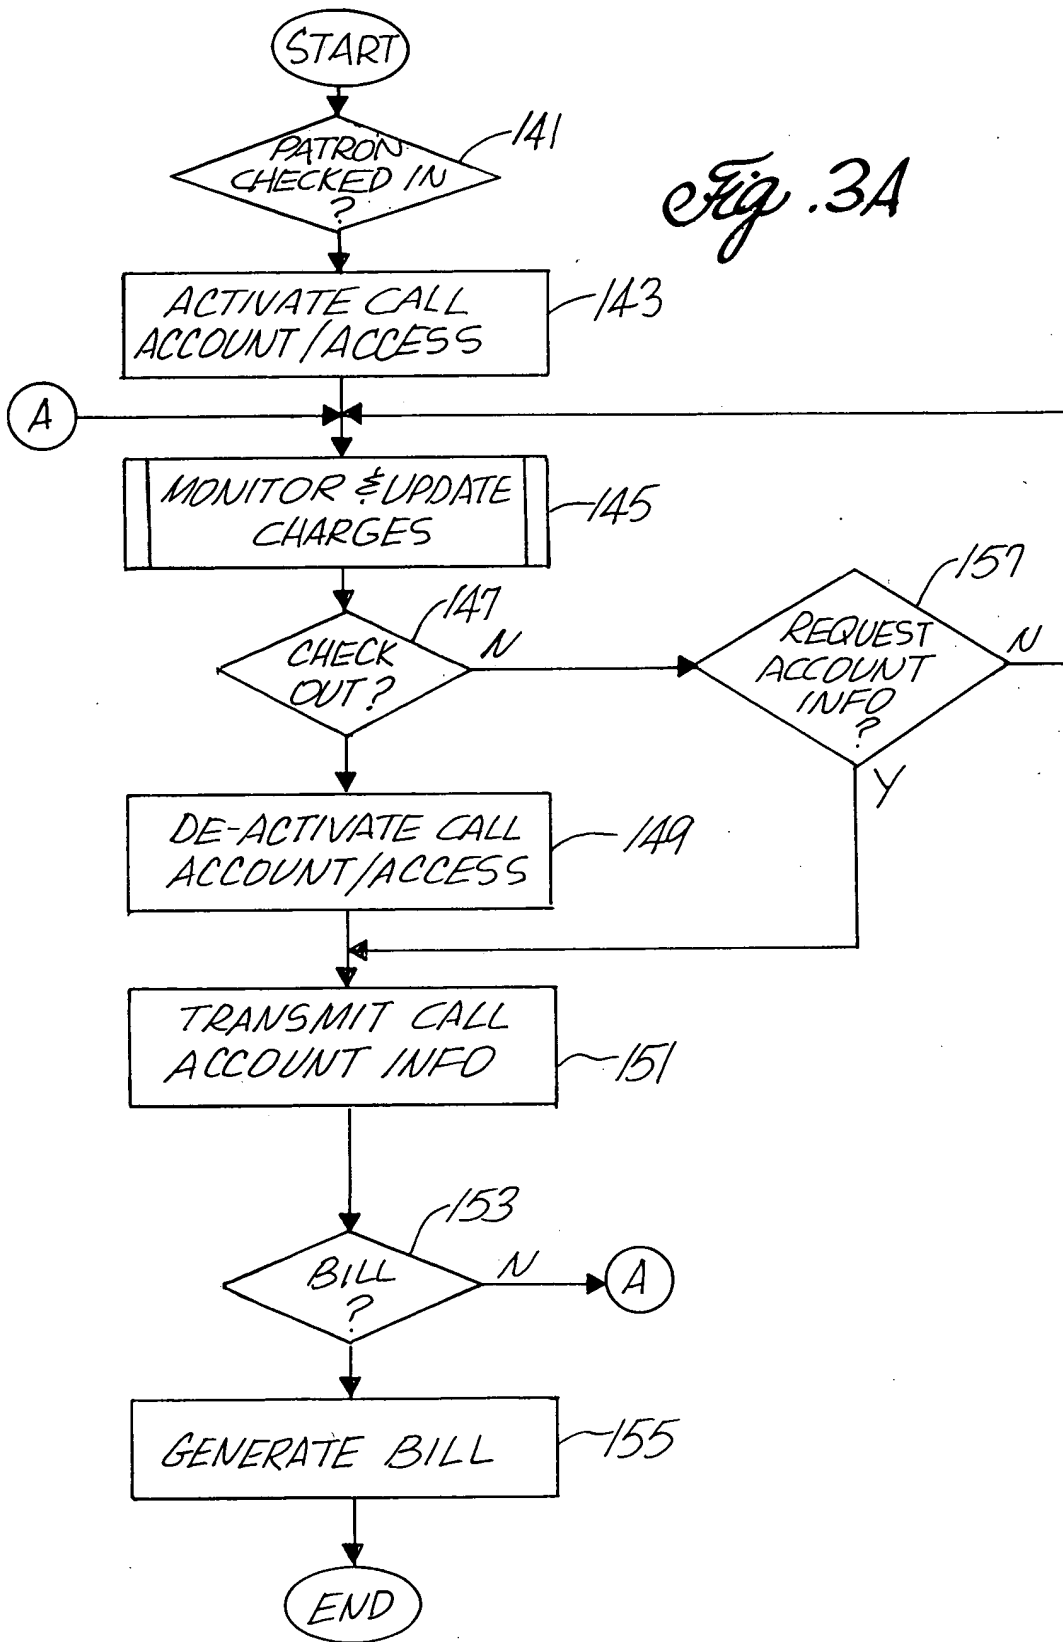 START
PATRON
CHECKED IN
?
141
Fig. 3A
ACTIVATE CALL
ACCOUNT/ACCESS
143
A
MONITOR & UPDATE
CHARGES
145
CHECK
OUT?
147
N
REQUEST
ACCOUNT
INFO
?
157
N
Y
DE-ACTIVATE CALL
ACCOUNT/ACCESS
149
TRANSMIT CALL
ACCOUNT INFO
151
BILL
?
153
N
A
GENERATE BILL
155
END